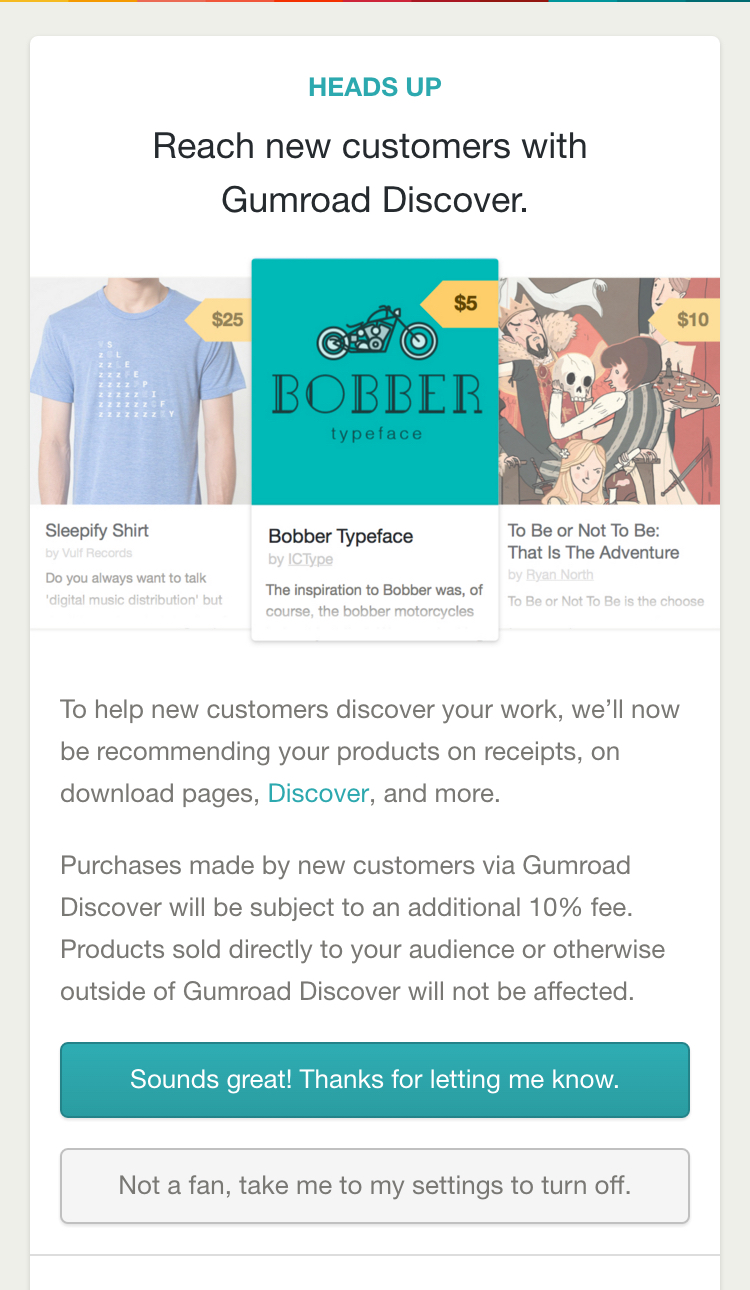 HEADS UP
Reach new customers with
Gumroad Discover.
$25
$5
$10
BOBBER
typeface
Sleepify Shirt
by Vulf Records
Do you always want to talk
'digital music distribution' but
Bobber Typeface
by ICType
The inspiration to Bobber was, of
course, the bobber motorcycles
To Be or Not To Be:
That Is The Adventure
by Ryan North
To Be or Not To Be is the choose
To help new customers discover your work, we’ll now
be recommending your products on receipts, on
download pages, Discover, and more.
Purchases made by new customers via Gumroad
Discover will be subject to an additional 10% fee.
Products sold directly to your audience or otherwise
outside of Gumroad Discover will not be affected.
Sounds great! Thanks for letting me know.
Not a fan, take me to my settings to turn off.